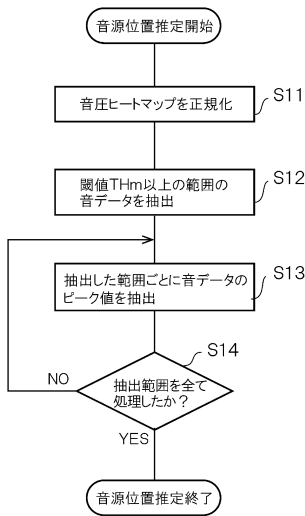 音源位置推定開始
音圧ヒートマップを正規化
S11
閾値THm以上の範囲の
音データを抽出
S12
抽出した範囲ごとに音データの
ピーク値を抽出
S13
S14
抽出範囲を全て
処理したか？
NO
YES
音源位置推定終了